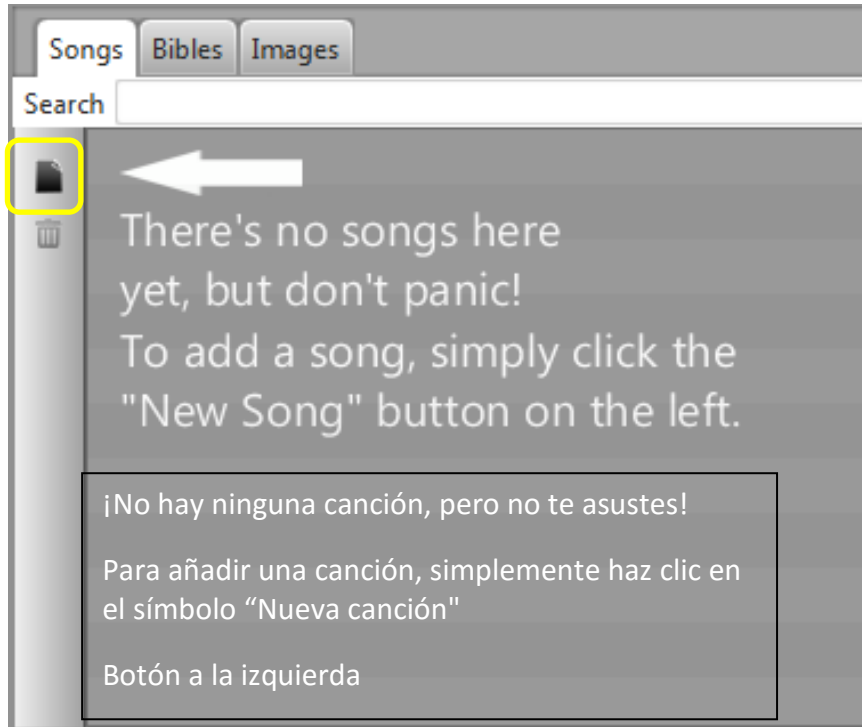 Songs Bibles Images
Search
There's no songs here
yet, but don't panic!
To add a song, simply click the
"New Song" button on the left.
¡No hay ninguna canción, pero no te asustes!
Para añadir una canción, simplemente haz clic en
el símbolo “Nueva canción"
Botón a la izquierda